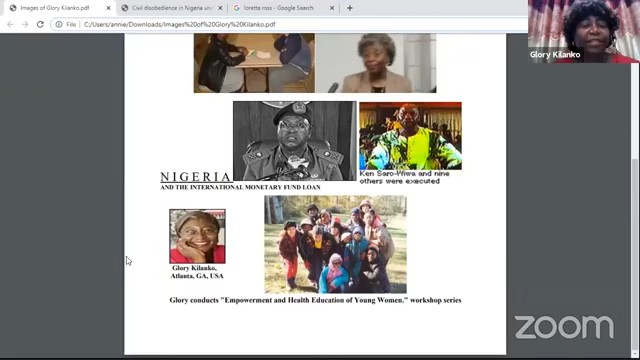 Images of Glory Kilanko.pdf
Civil disobedience in Nigeria un
loretta ross - Google Search
File
C:/Users/annie/Downloads/Images%20of%20Glory%20Kilanko.pdf
Glory Kilanko
NIGERIA
AND THE INTERNATIONAL MONETARY FUND LOAN
Ken Saro-Wiwa and nine
others were executed
Glory Kilanko,
Atlanta, GA, USA
Glory conducts "Empowerment and Health Education of Young Women." workshop series
zoom